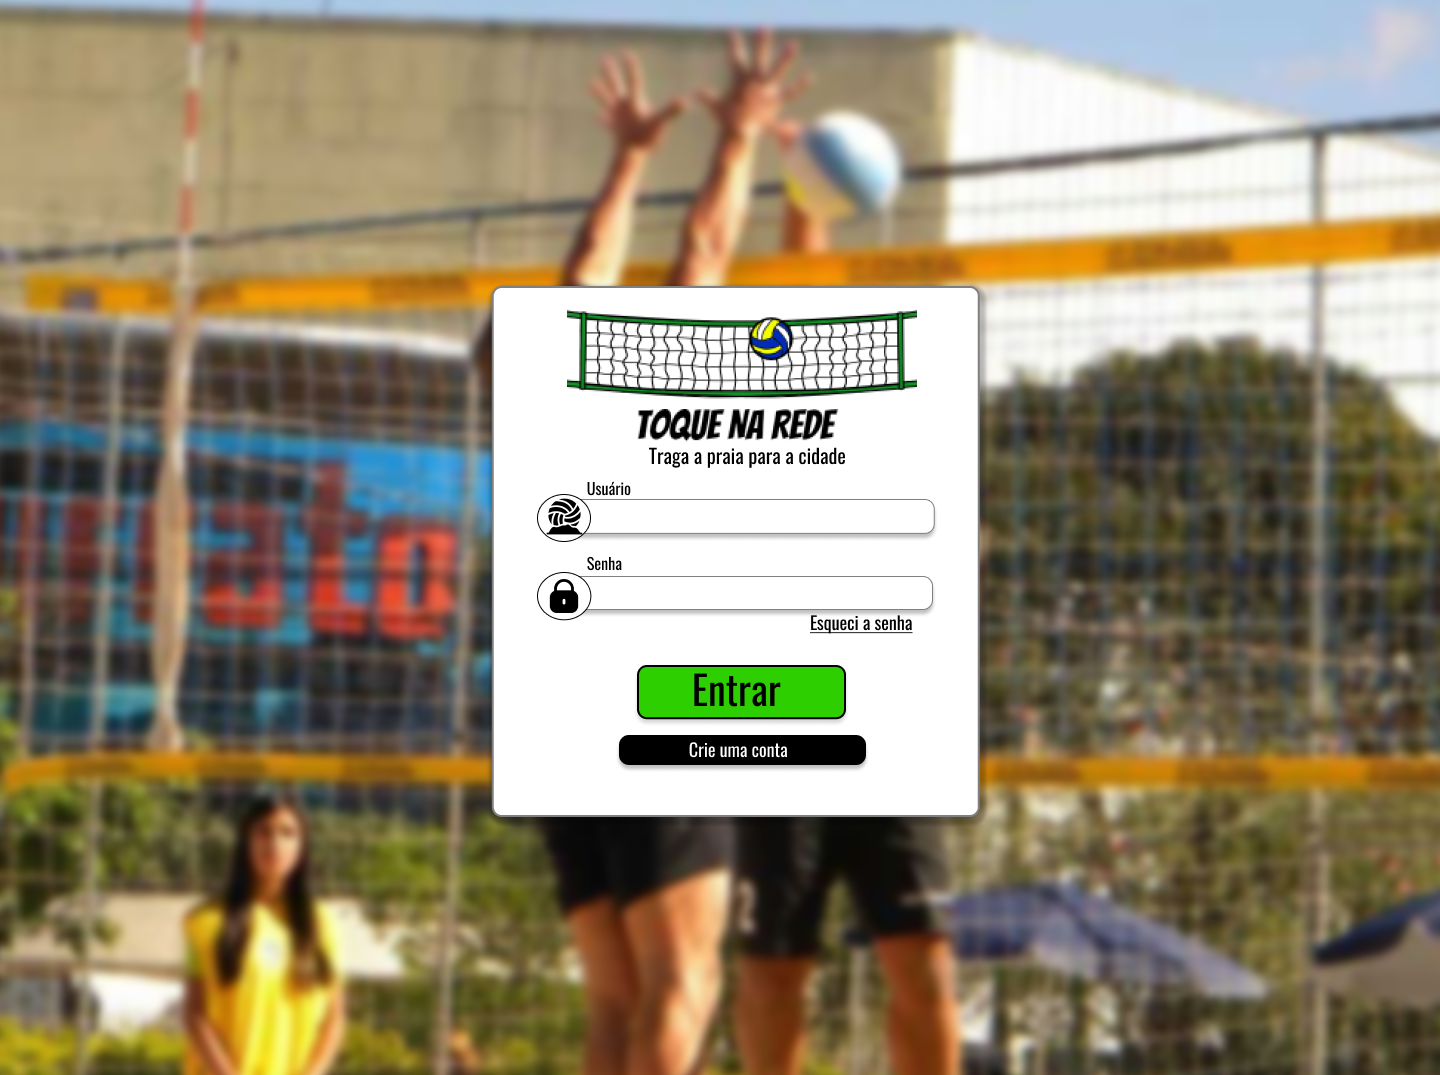 TOQUE NA REDE
Traga a praia para a cidade
Usuário
Senha
Esqueci a senha
Entrar
Crie uma conta